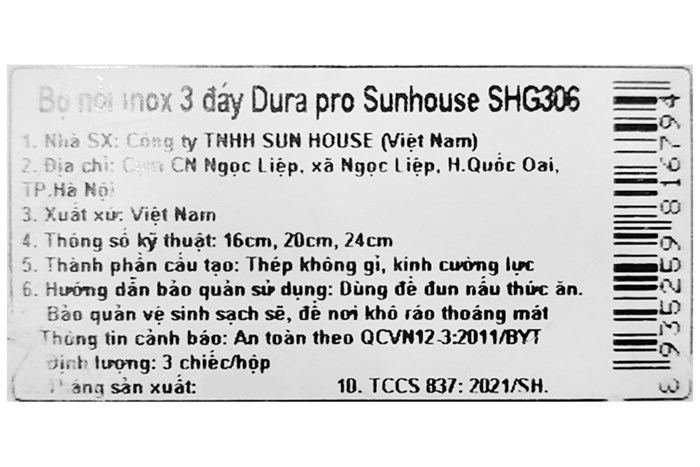 Bộ nồi inox 3 đáy Dura pro Sunhouse SHG306
1. Nhà SX: Công ty TNHH SUN HOUSE (Việt Nam)
2. Địa chỉ: Cụm CN Ngọc Liệp, xã Ngọc Liệp, H.Quốc Oai,
TP.Hà Nội
3. Xuất xứ: Việt Nam
4. Thông số kỹ thuật: 16cm, 20cm, 24cm
5. Thành phần cấu tạo: Thép không gỉ, kính cường lực
6. Hướng dẫn bảo quản sử dụng: Dùng để đun nấu thức ăn.
Bảo quản vệ sinh sạch sẽ, để nơi khô ráo thoáng mát
Thông tin cảnh báo: An toàn theo QCVN12-3:2011/BYT
Định lượng: 3 chiếc/hộp
Tháng sản xuất: 10. TCCS 837: 2021/SH.
8935259816794